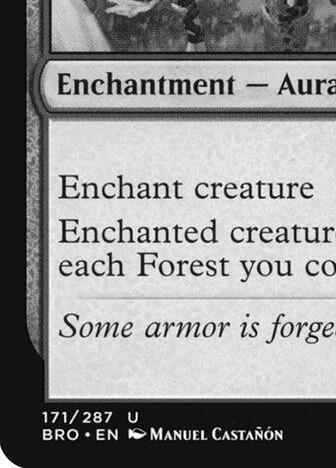 Enchantment — Aura
Enchant creature
Enchanted creatur
each Forest you co
Some armor is forge
171/287 U
BRO • EN Manuel Castañón